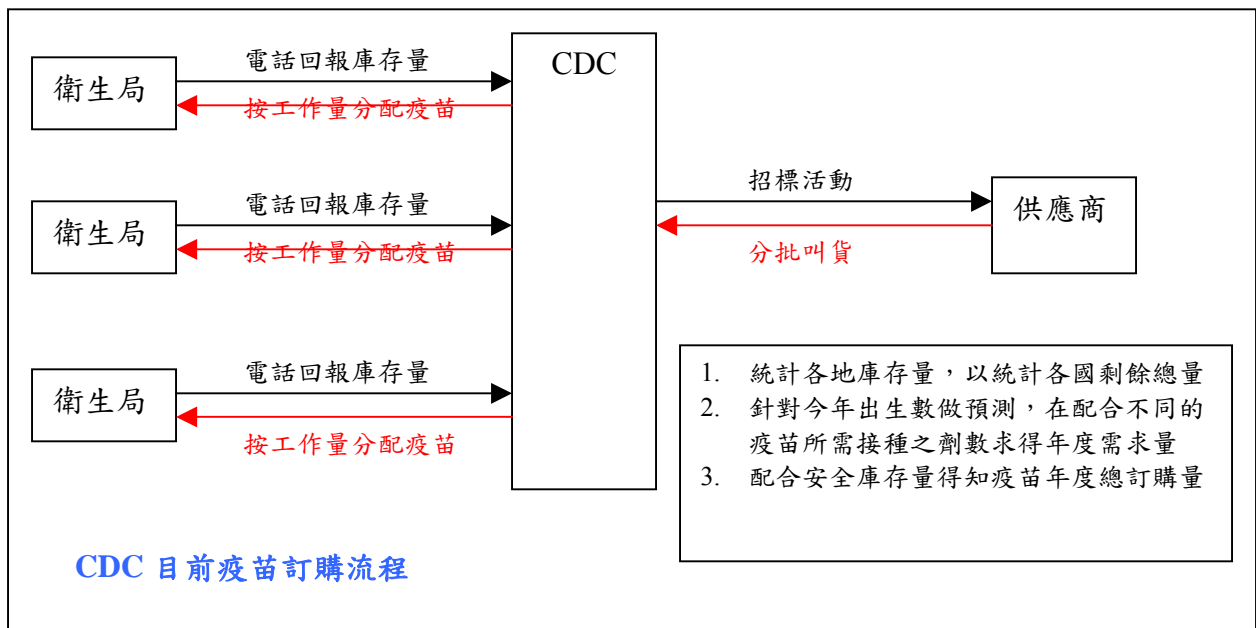 衛生局
電話回報庫存量
按工作量分配疫苗
衛生局
電話回報庫存量
按工作量分配疫苗
衛生局
電話回報庫存量
按工作量分配疫苗
CDC
招標活動
分批叫貨
供應商
1. 統計各地庫存量，以統計各國剩餘總量
2. 針對今年出生數做預測，在配合不同的
疫苗所需接種之劑數求得年度需求量
3. 配合安全庫存量得知疫苗年度總訂購量
CDC 目前疫苗訂購流程